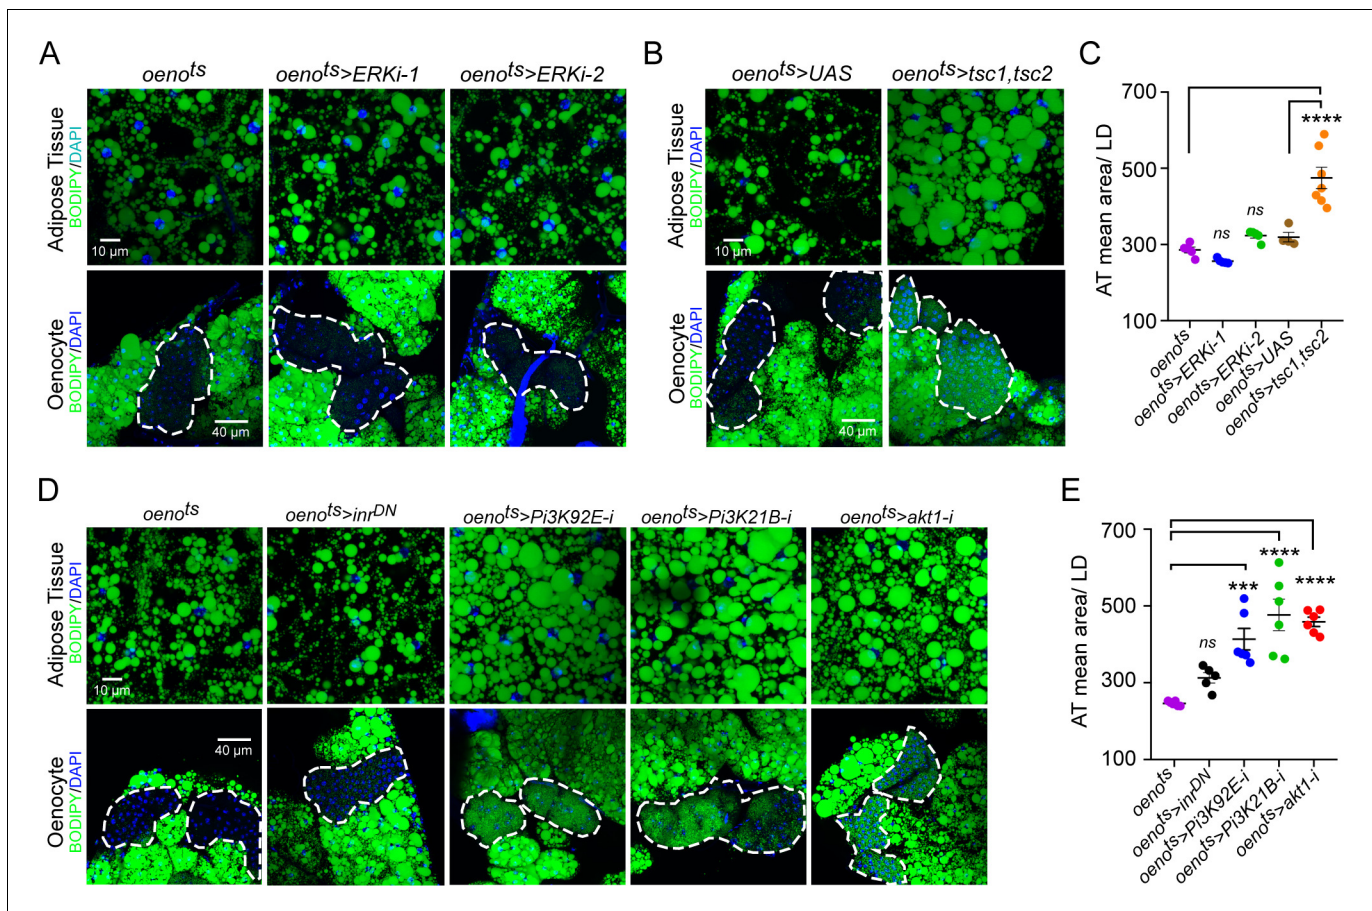 A
oeno^ts
oeno^ts>ERKi-1
oeno^ts>ERKi-2
Adipose Tissue
BODIPY/DAPI
10 µm
Oenocyte
BODIPY/DAPI
40 µm
B
oeno^ts>UAS
oeno^ts>tsc1,tsc2
Adipose Tissue
BODIPY/DAPI
10 µm
Oenocyte
BODIPY/DAPI
40 µm
C
AT mean area/ LD
700
500
300
100
ns
ns
****
oeno^ts
oeno^ts>ERKi-1
oeno^ts>ERKi-2
oeno^ts>UAS
oeno^ts>tsc1,tsc2
D
oeno^ts
oeno^ts>inr^DN
oeno^ts>Pi3K92E-i
oeno^ts>Pi3K21B-i
oeno^ts>akt1-i
Adipose Tissue
BODIPY/DAPI
10 µm
Oenocyte
BODIPY/DAPI
40 µm
E
AT mean area/ LD
700
500
300
100
ns
***
****
****
oeno^ts
oeno^ts>inr^DN
oeno^ts>Pi3K92E-i
oeno^ts>Pi3K21B-i
oeno^ts>akt1-i